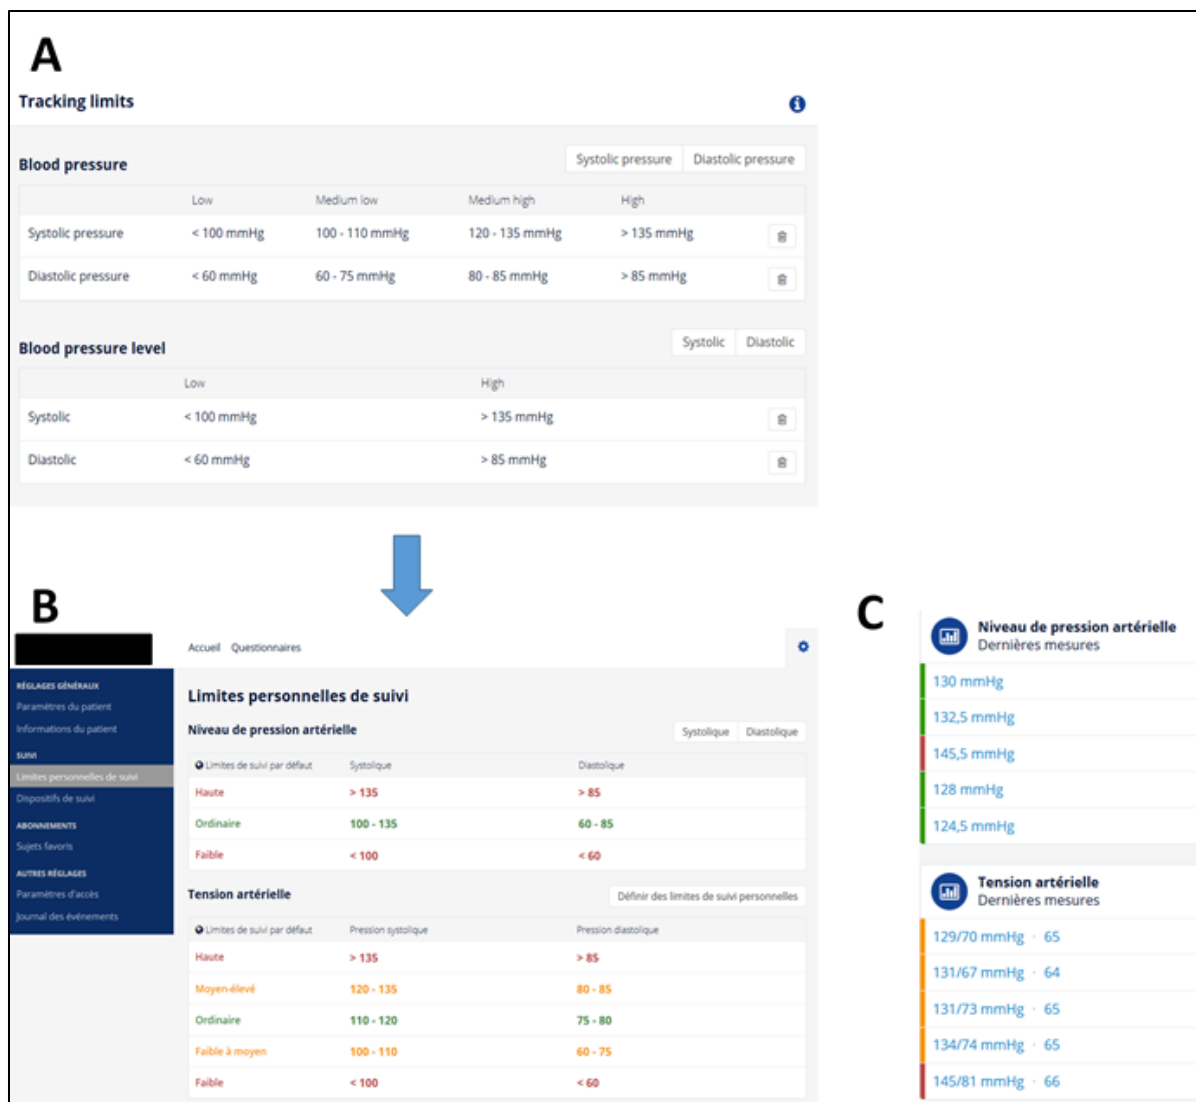 A
Tracking limits
Blood pressure
Systolic pressure Diastolic pressure
Low Medium low Medium high High
Systolic pressure < 100 mmHg 100 - 110 mmHg 120 - 135 mmHg > 135 mmHg
Diastolic pressure < 60 mmHg 60 - 75 mmHg 80 - 85 mmHg > 85 mmHg
Blood pressure level
Systolic Diastolic
Low High
Systolic < 100 mmHg > 135 mmHg
Diastolic < 60 mmHg > 85 mmHg
B
Accueil Questionnaires
RÉGLAGES GÉNÉRAUX
Paramètres du patient
Informations du patient
SUIVI
Limites personnelles de suivi
Dispositifs de suivi
ABONNEMENTS
Sujets favoris
AUTRES RÉGLAGES
Paramètres d'accès
Journal des événements
Limites personnelles de suivi
Niveau de pression artérielle
Systolique Diastolique
Limites de suivi par défaut Systolique Diastolique
Haute > 135 > 85
Ordinaire 100 - 135 60 - 85
Faible < 100 < 60
Tension artérielle
Définir des limites de suivi personnelles
Limites de suivi par défaut Pression systolique Pression diastolique
Haute > 135 > 85
Moyen-élevé 120 - 135 80 - 85
Ordinaire 110 - 120 75 - 80
Faible à moyen 100 - 110 60 - 75
Faible < 100 < 60
C
Niveau de pression artérielle
Dernières mesures
130 mmHg
132,5 mmHg
145,5 mmHg
128 mmHg
124,5 mmHg
Tension artérielle
Dernières mesures
129/70 mmHg · 65
131/67 mmHg · 64
131/73 mmHg · 65
134/74 mmHg · 65
145/81 mmHg · 66